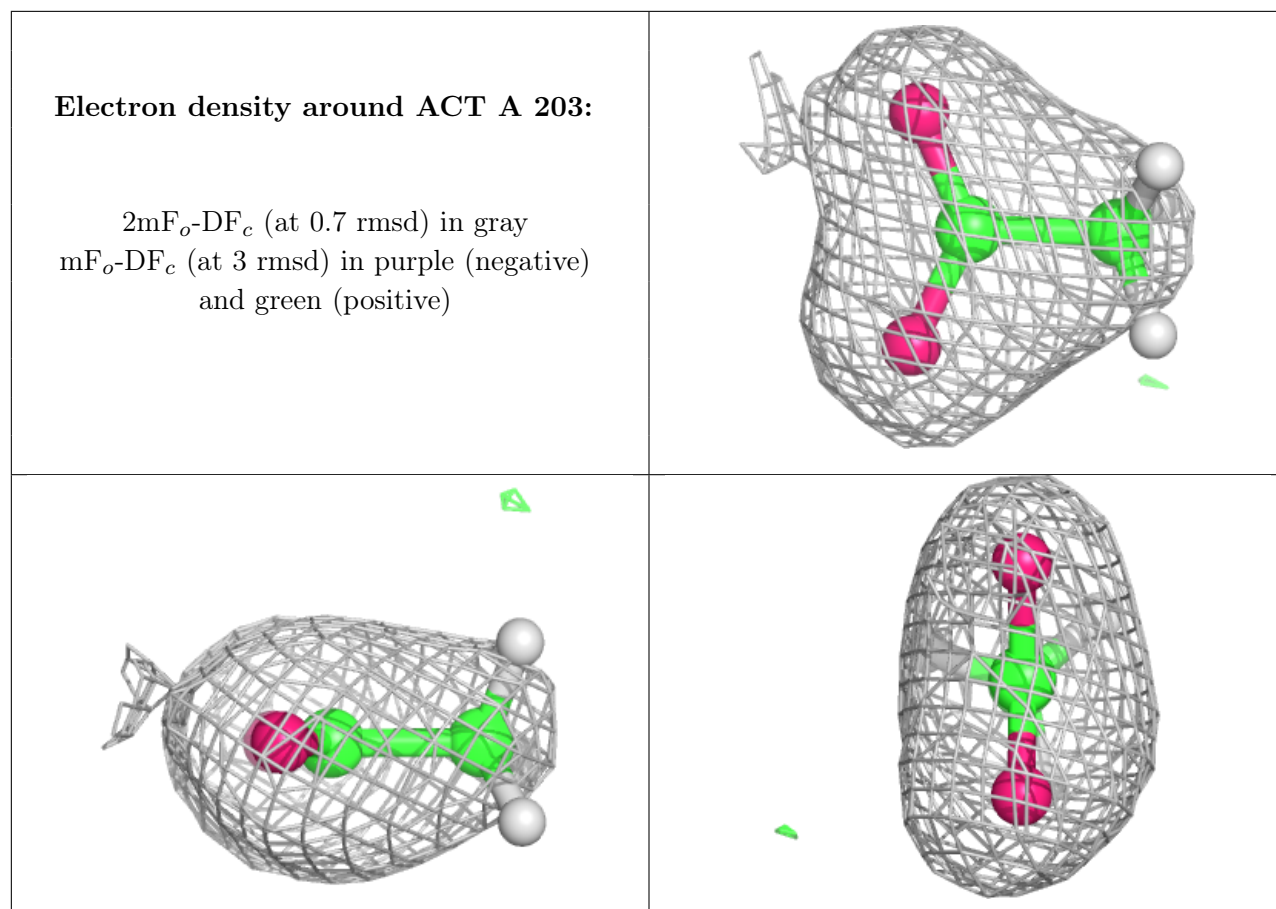 Electron density around ACT A 203:
2mFo-DFc (at 0.7 rmsd) in gray
mFo-DFc (at 3 rmsd) in purple (negative)
and green (positive)